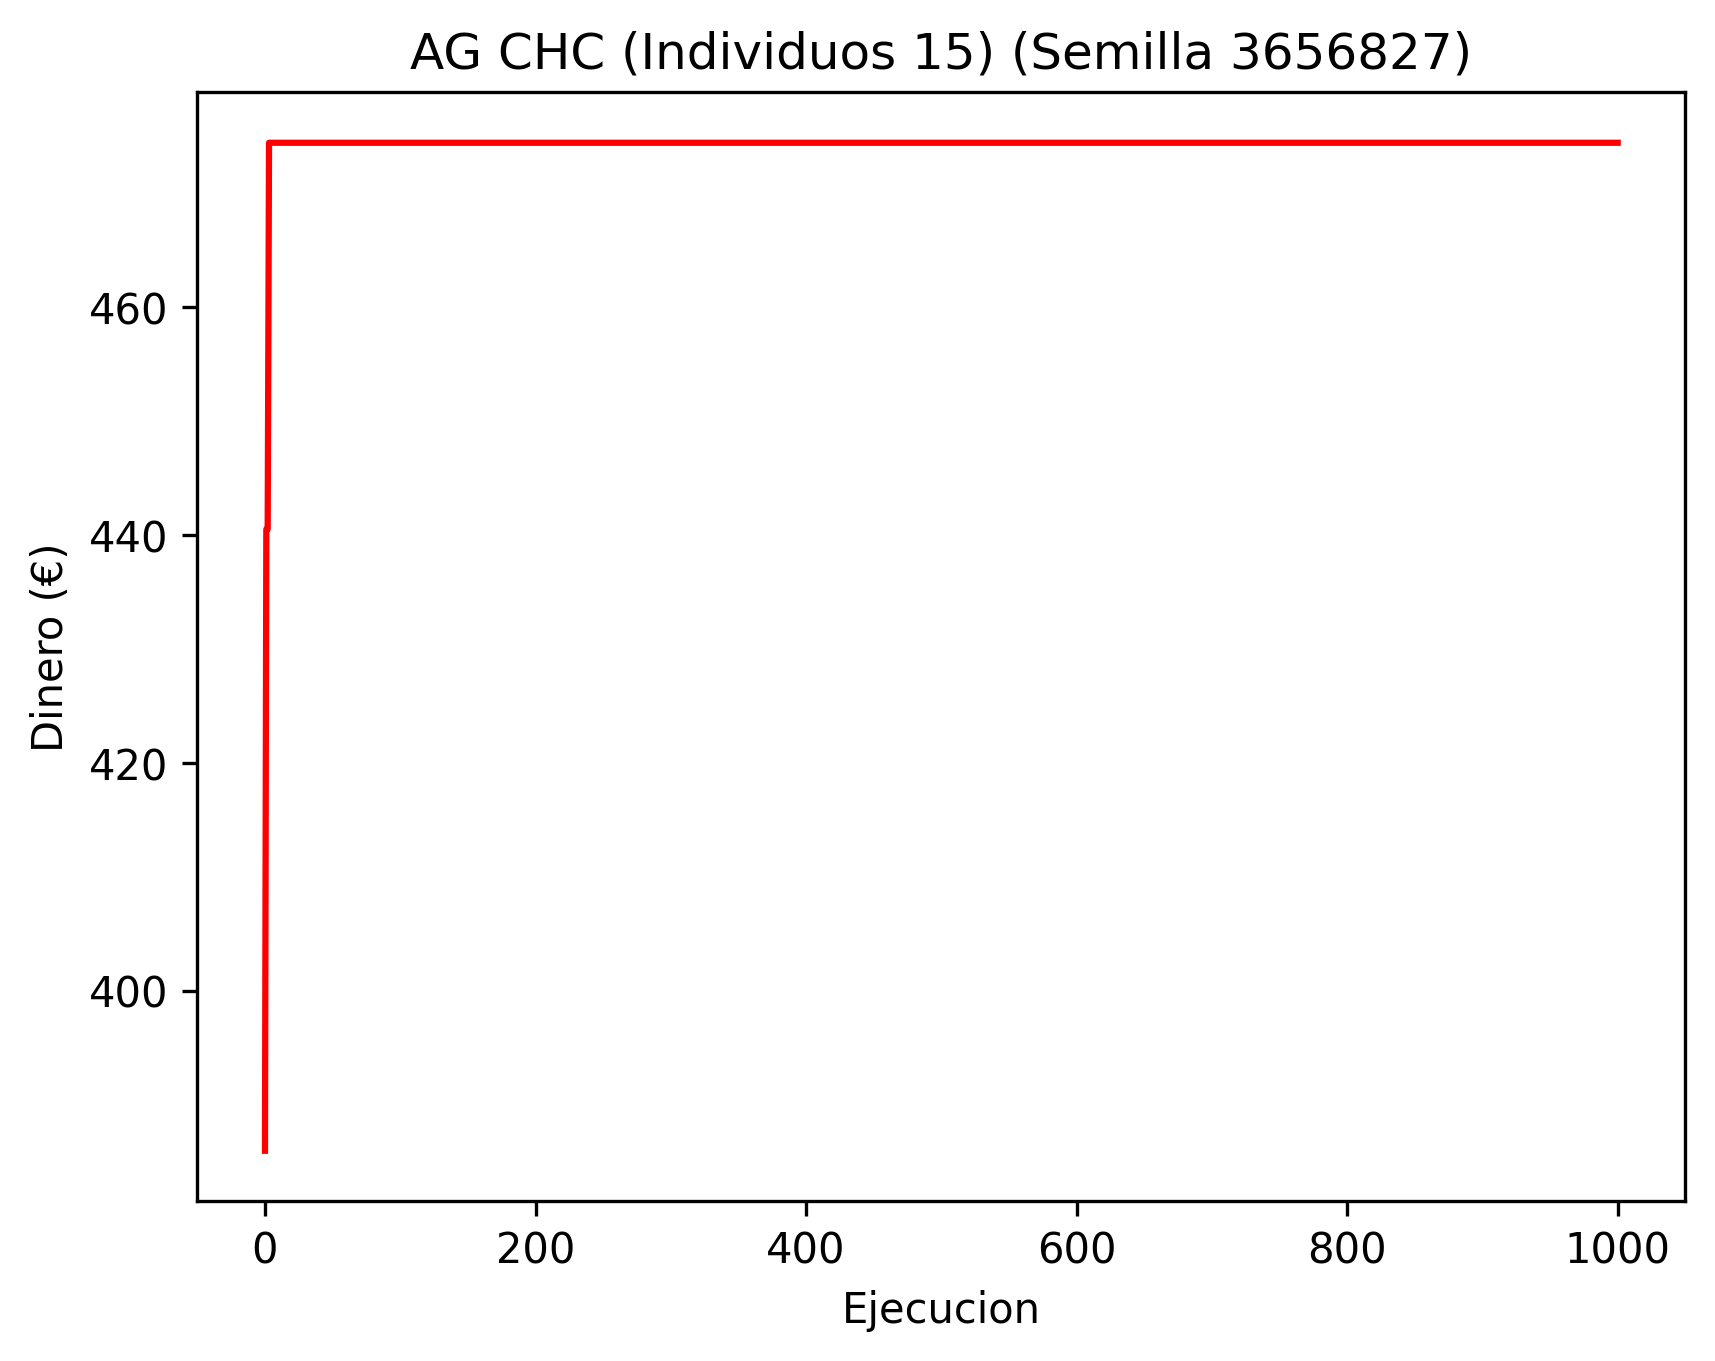 AG CHC (Individuos 15) (Semilla 3656827)
460
440
420
400
Dinero (€)
0 200 400 600 800 1000
Ejecucion